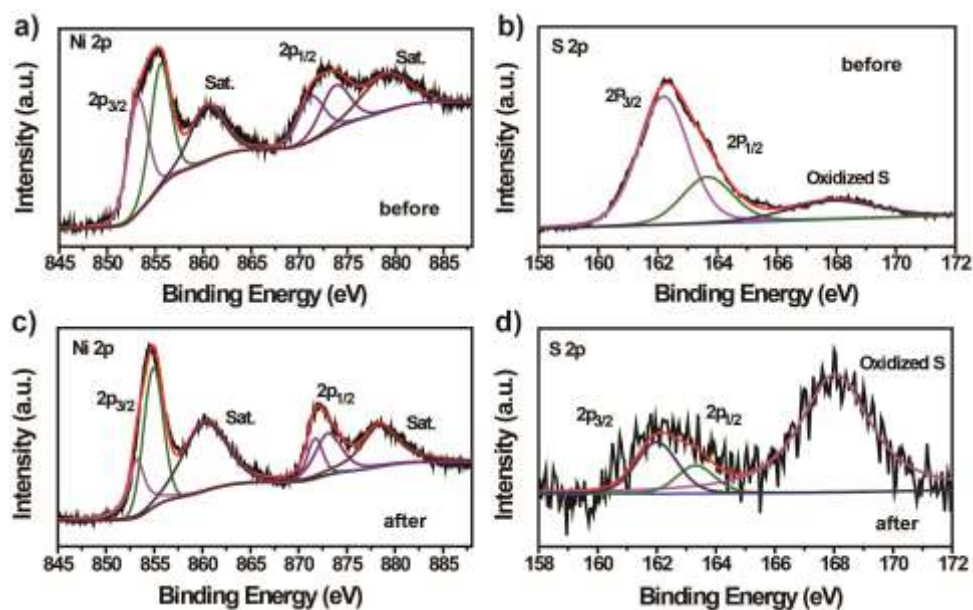 a)
Ni 2p
2p3/2
Sat.
2p1/2
Sat.
before
Intensity (a.u.)
845 850 855 860 865 870 875 880 885
Binding Energy (eV)
b)
S 2p
before
2P3/2
2P1/2
Oxidized S
Intensity (a.u.)
158 160 162 164 166 168 170 172
Binding Energy (eV)
c)
Ni 2p
2p3/2
Sat.
2p1/2
Sat.
after
Intensity (a.u.)
845 850 855 860 865 870 875 880 885
Binding Energy (eV)
d)
S 2p
Oxidized S
2p3/2
2p1/2
after
Intensity (a.u.)
158 160 162 164 166 168 170 172
Binding Energy (eV)